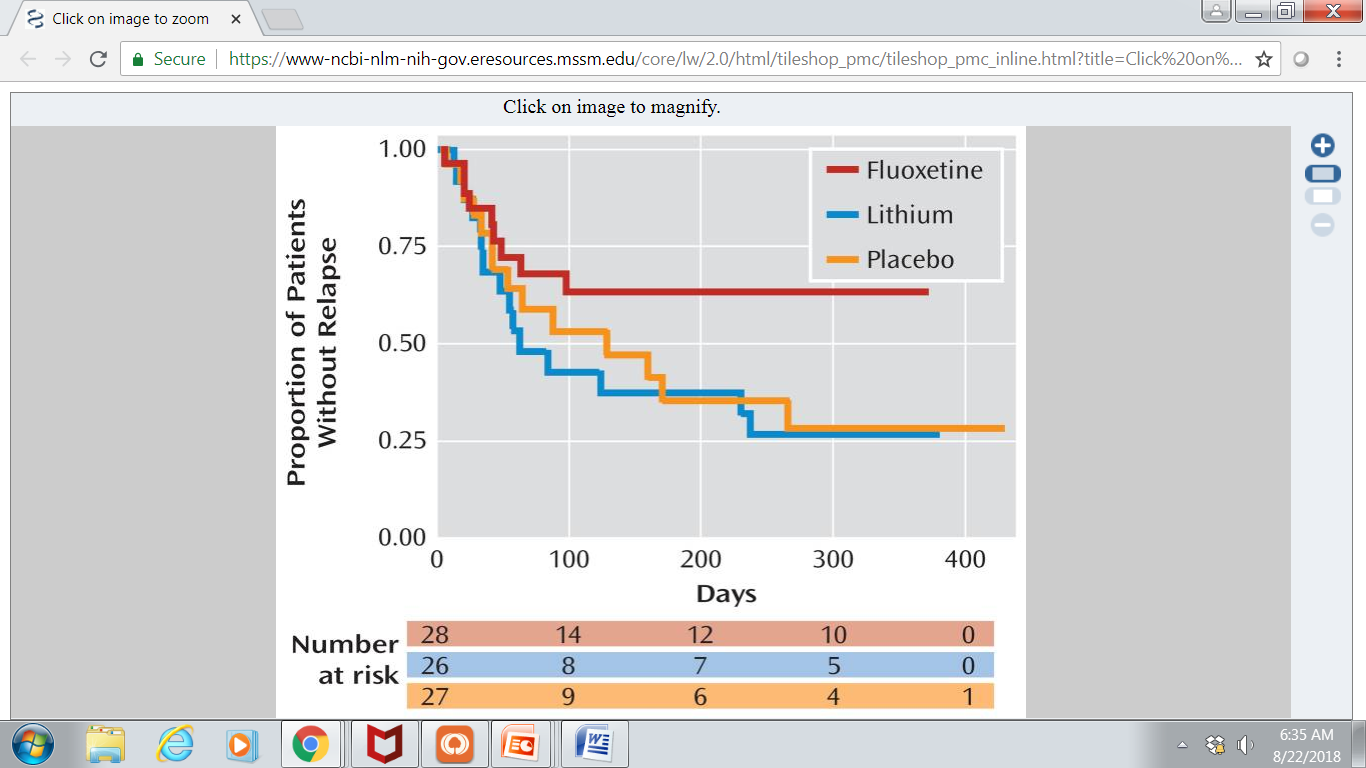 Click on image to zoom
Secure
https://www-ncbi-nlm-nih-gov.eresources.mssm.edu/core/lw/2.0/html/tileshop_pmc/tileshop_pmc_inline.html?title=Click%20on%...
Click on image to magnify.
Proportion of Patients
Without Relapse
1.00
0.75
0.50
0.25
0.00
Fluoxetine
Lithium
Placebo
0 100 200 300 400
Days
Number
at risk
28 14 12 10 0
26 8 7 5 0
27 9 6 4 1
6:35 AM
8/22/2018